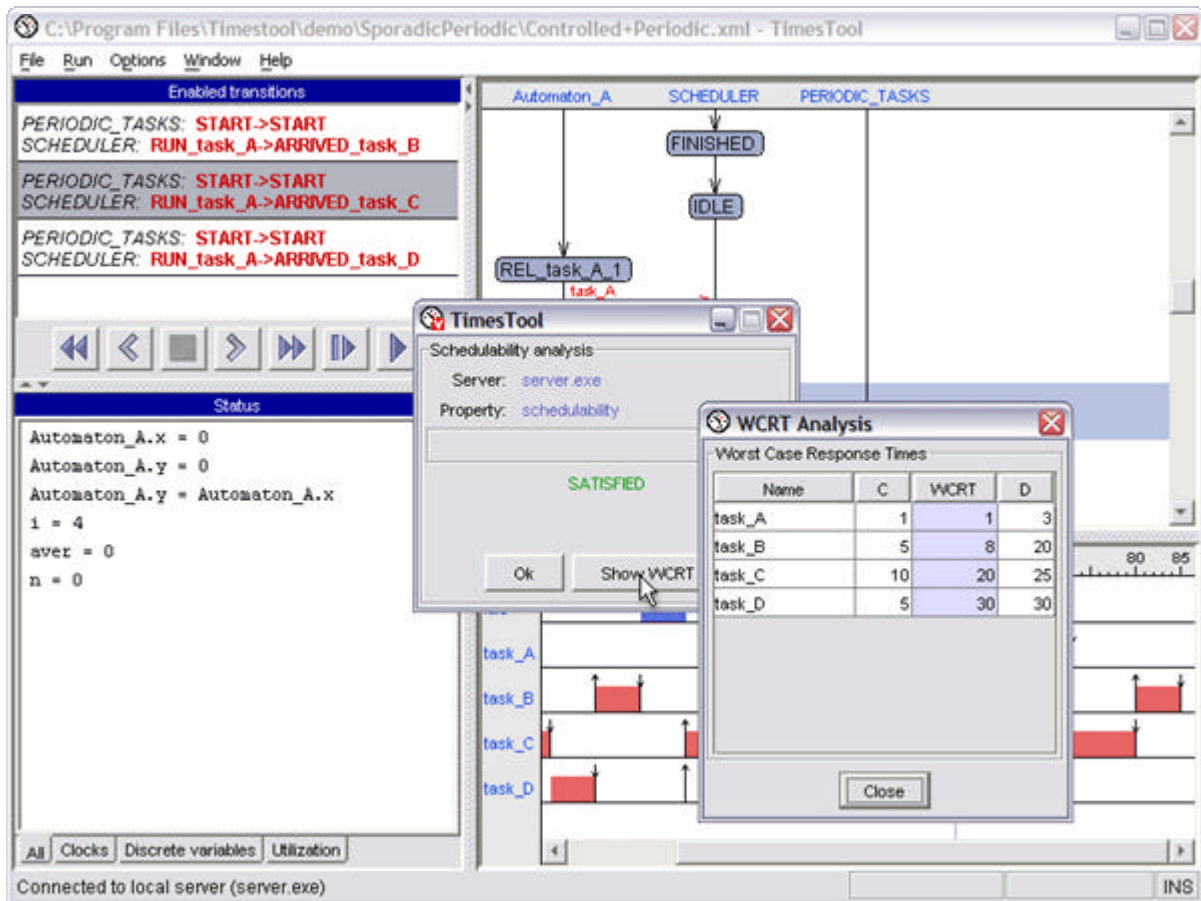 C:\Program Files\Timestool\demo\SporadicPeriodic\Controlled+Periodic.xml - TimesTool
File Run Options Window Help
Enabled transitions
PERIODIC_TASKS: START->START
SCHEDULER: RUN_task_A->ARRIVED_task_B
PERIODIC_TASKS: START->START
SCHEDULER: RUN_task_A->ARRIVED_task_C
PERIODIC_TASKS: START->START
SCHEDULER: RUN_task_A->ARRIVED_task_D
Status
Automaton_A.x = 0
Automaton_A.y = 0
Automaton_A.y = Automaton_A.x
i = 4
aver = 0
n = 0
All Clocks Discrete variables Utilization
Automaton_A SCHEDULER PERIODIC_TASKS
FINISHED
IDLE
REL_task_A_1
task_A
TimesTool
Schedulability analysis
Server: server.exe
Property: schedulability
SATISFIED
Ok Show WCRT
WCRT Analysis
Worst Case Response Times
Name C WCRT D
task_A 1 1 3
task_B 5 8 20
task_C 10 20 25
task_D 5 30 30
Close
80 85
task_A
task_B
task_C
task_D
Connected to local server (server.exe)
INS